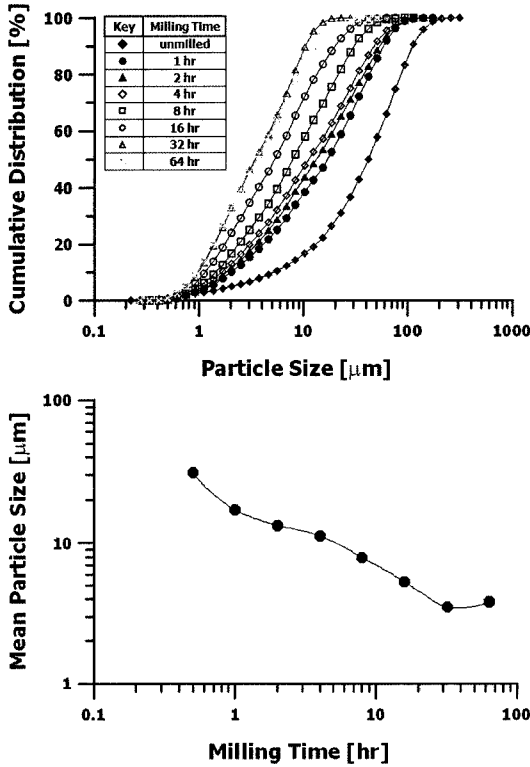 Cumulative Distribution [%]
100
80
60
40
20
0
Key Milling Time
unmilled
1 hr
2 hr
4 hr
8 hr
16 hr
32 hr
64 hr
0.1 1 10 100 1000
Particle Size [μm]
Mean Particle Size [μm]
100
10
1
0.1 1 10 100
Milling Time [hr]